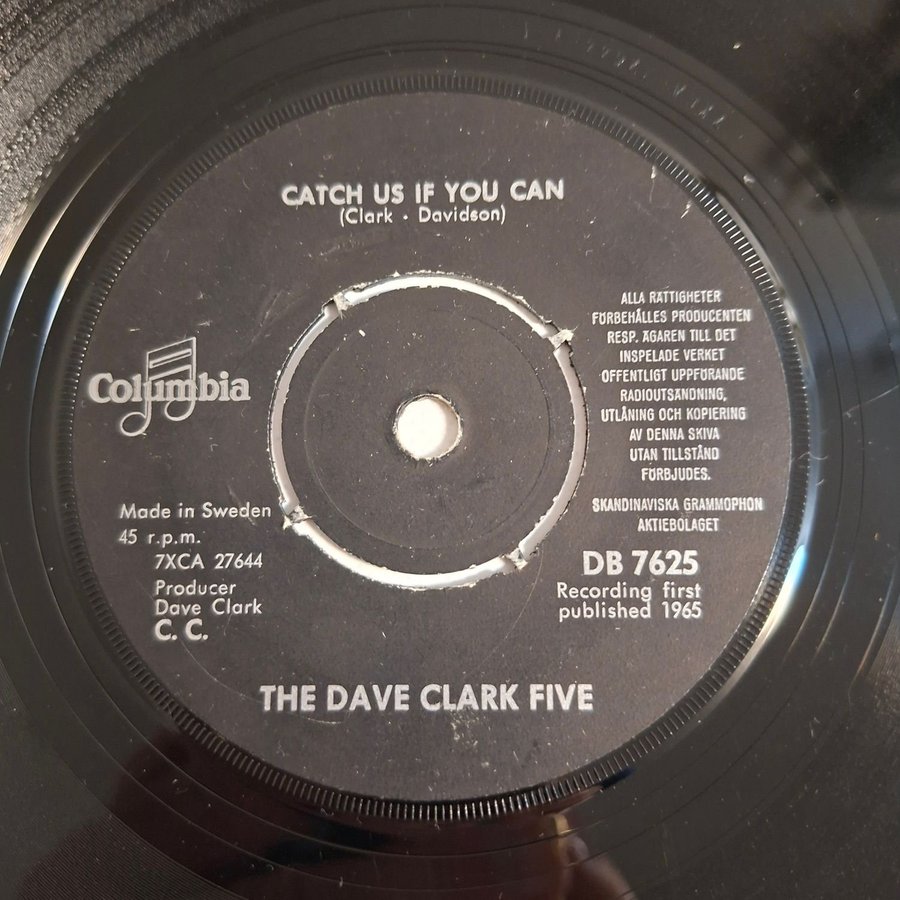 CATCH US IF YOU CAN
(Clark · Davidson)
Columbia
ALLA RÄTTIGHETER
FÖRBEHÅLLES PRODUCENTEN
RESP. ÄGAREN TILL DET
INSPELADE VERKET
OFFENTLIGT UPPFÖRANDE
RADIOUTSÄNDNING,
UTLÅNING OCH KOPIERING
AV DENNA SKIVA
UTAN TILLSTÅND
FÖRBJUDES.
SKANDINAVISKA GRAMMOPHON
AKTIEBOLAGET
Made in Sweden
45 r.p.m.
7XCA 27644
Producer
Dave Clark
C. C.
DB 7625
Recording first
published 1965
THE DAVE CLARK FIVE